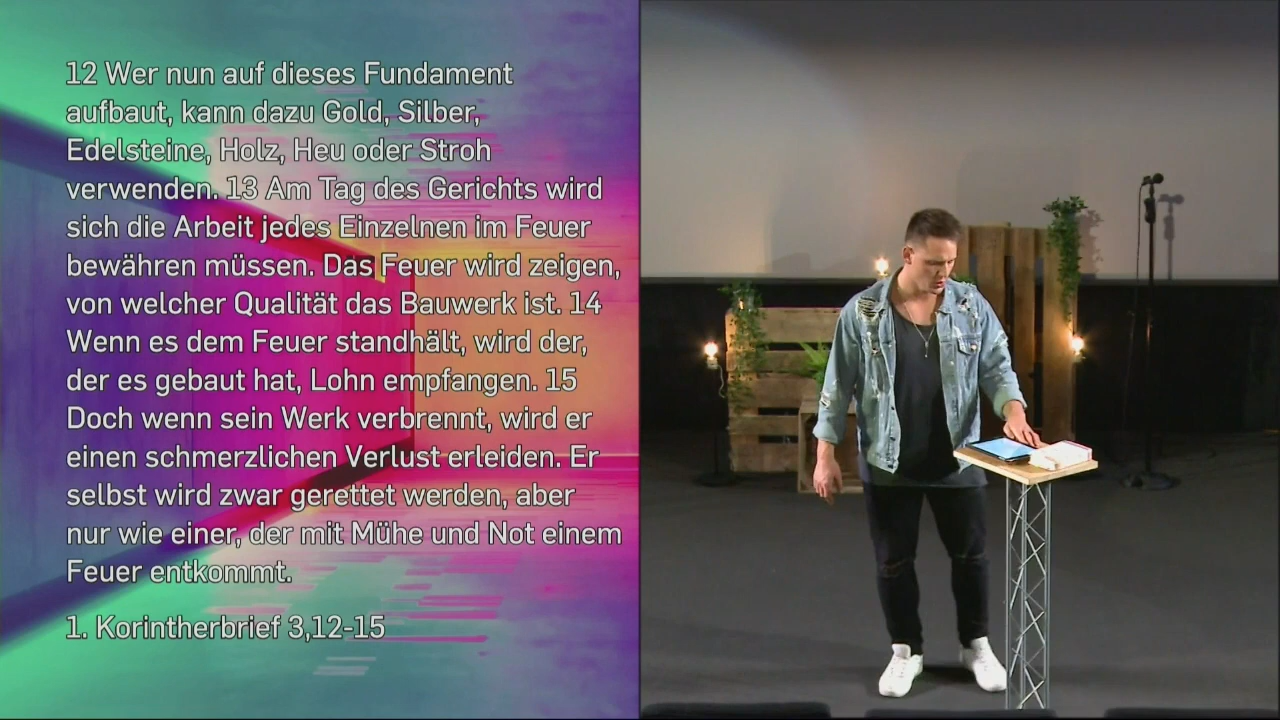 12 Wer nun auf dieses Fundament
aufbaut, kann dazu Gold, Silber,
Edelsteine, Holz, Heu oder Stroh
verwenden. 13 Am Tag des Gerichts wird
sich die Arbeit jedes Einzelnen im Feuer
bewähren müssen. Das Feuer wird zeigen,
von welcher Qualität das Bauwerk ist. 14
Wenn es dem Feuer standhält, wird der,
der es gebaut hat, Lohn empfangen. 15
Doch wenn sein Werk verbrennt, wird er
einen schmerzlichen Verlust erleiden. Er
selbst wird zwar gerettet werden, aber
nur wie einer, der mit Mühe und Not einem
Feuer entkommt.
1. Korintherbrief 3,12-15